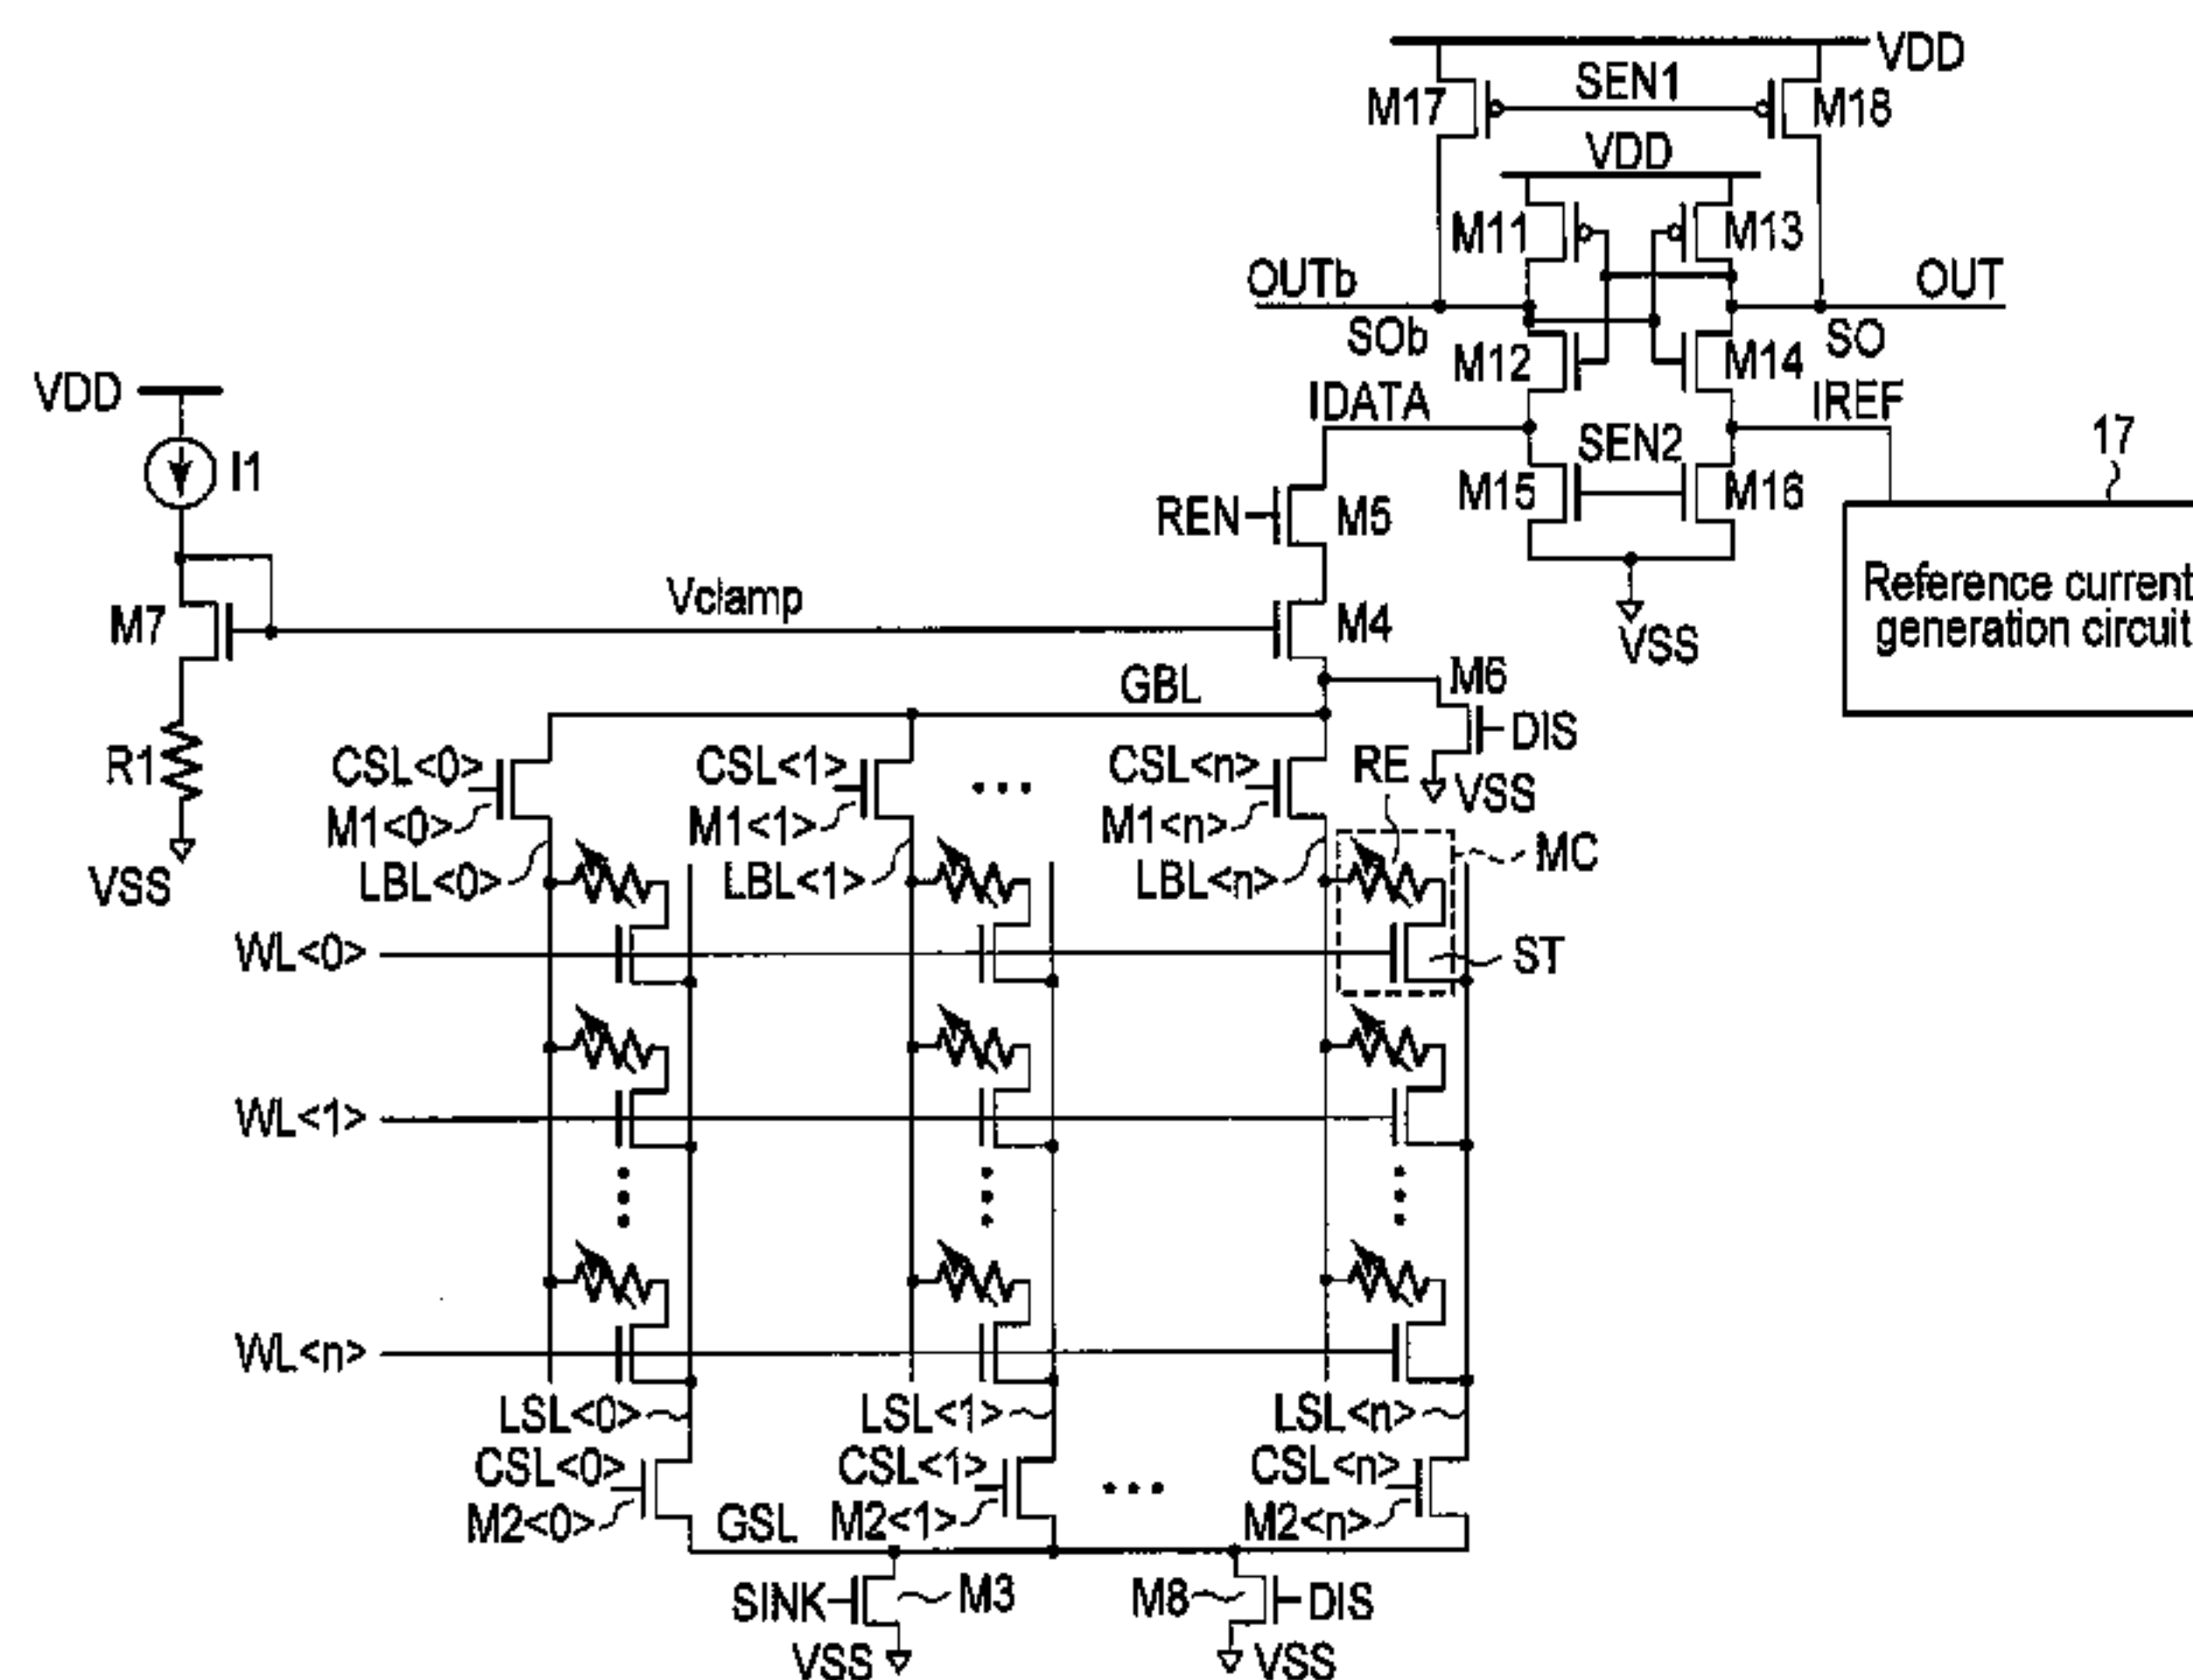 VDD
SEN1
M17
M18
VDD
M11
M13
OUTb
OUT
SOb
SO
M12
M14
IDATA
IREF
VDD
I1
SEN2
17
REN
M5
M15
M16
Reference current
generation circuit
Vclamp
M7
M4
VSS
GBL
M6
DIS
R1
CSL<0>
CSL<1>
CSL<n>
RE
VSS
M1<0>
M1<1>
M1<n>
MC
VSS
LBL<0>
LBL<1>
LBL<n>
WL<0>
ST
WL<1>
WL<n>
LSL<0>
LSL<1>
LSL<n>
CSL<0>
CSL<1>
CSL<n>
M2<0>
GSL
M2<1>
M2<n>
SINK
M3
M8
DIS
VSS
VSS